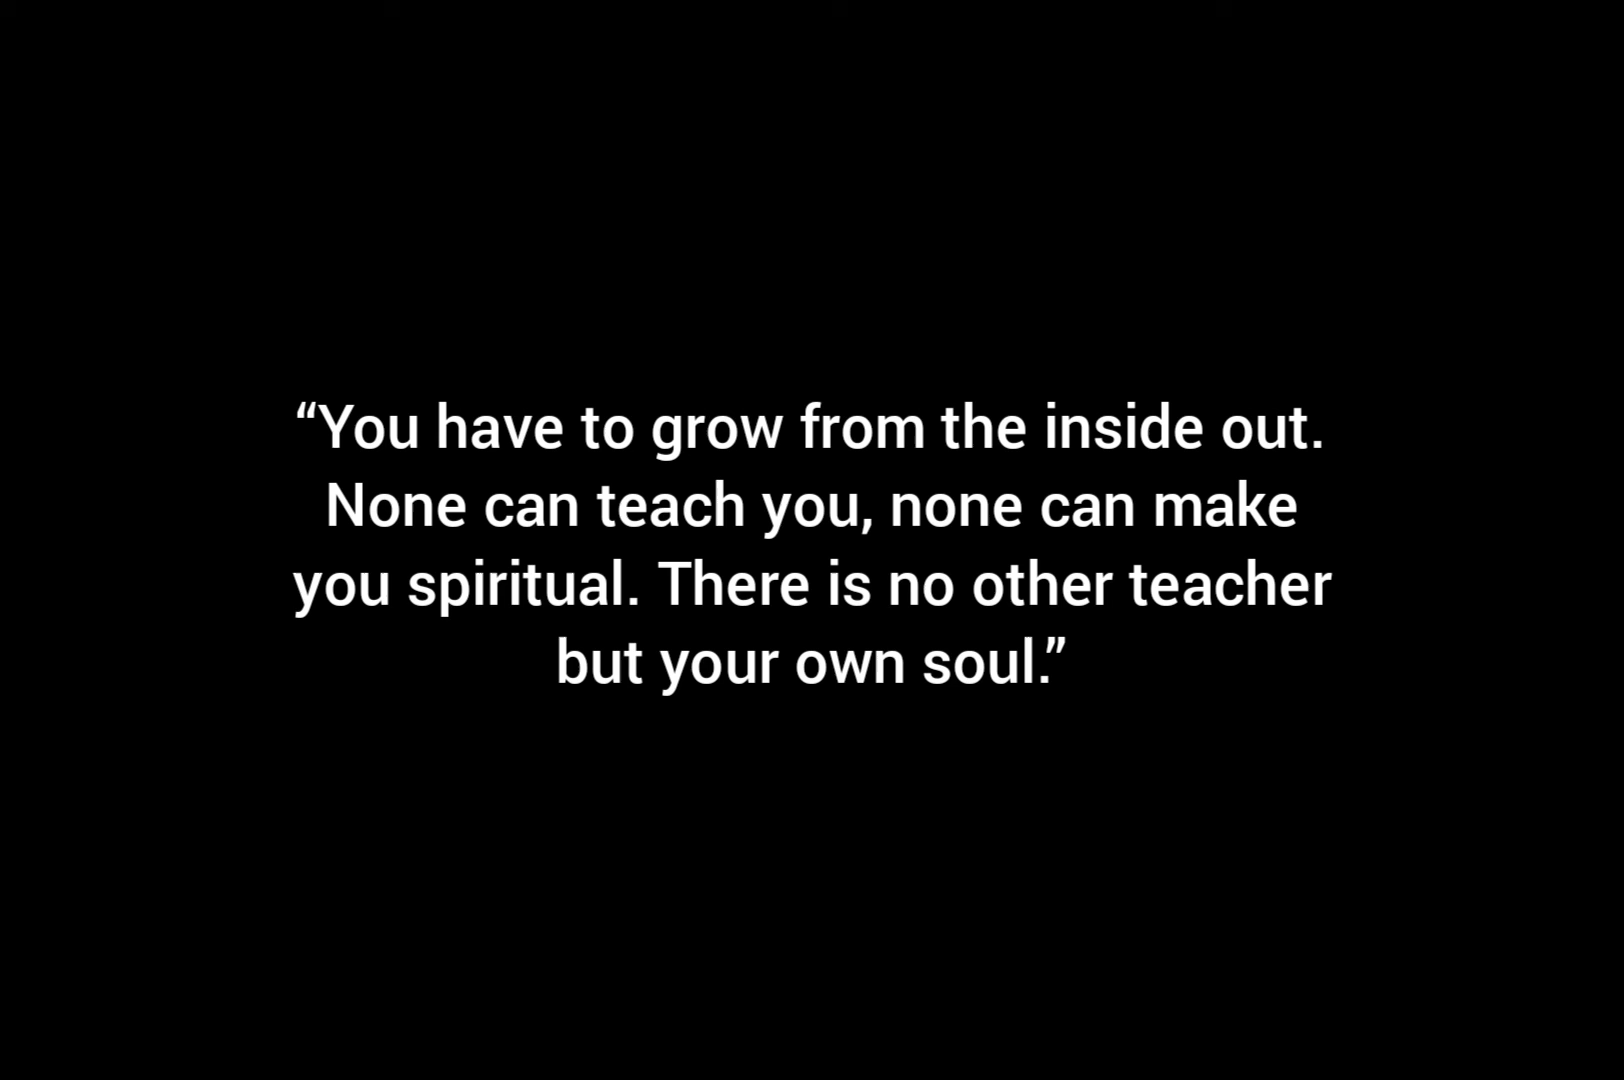 “You have to grow from the inside out.
None can teach you, none can make
you spiritual. There is no other teacher
but your own soul.”